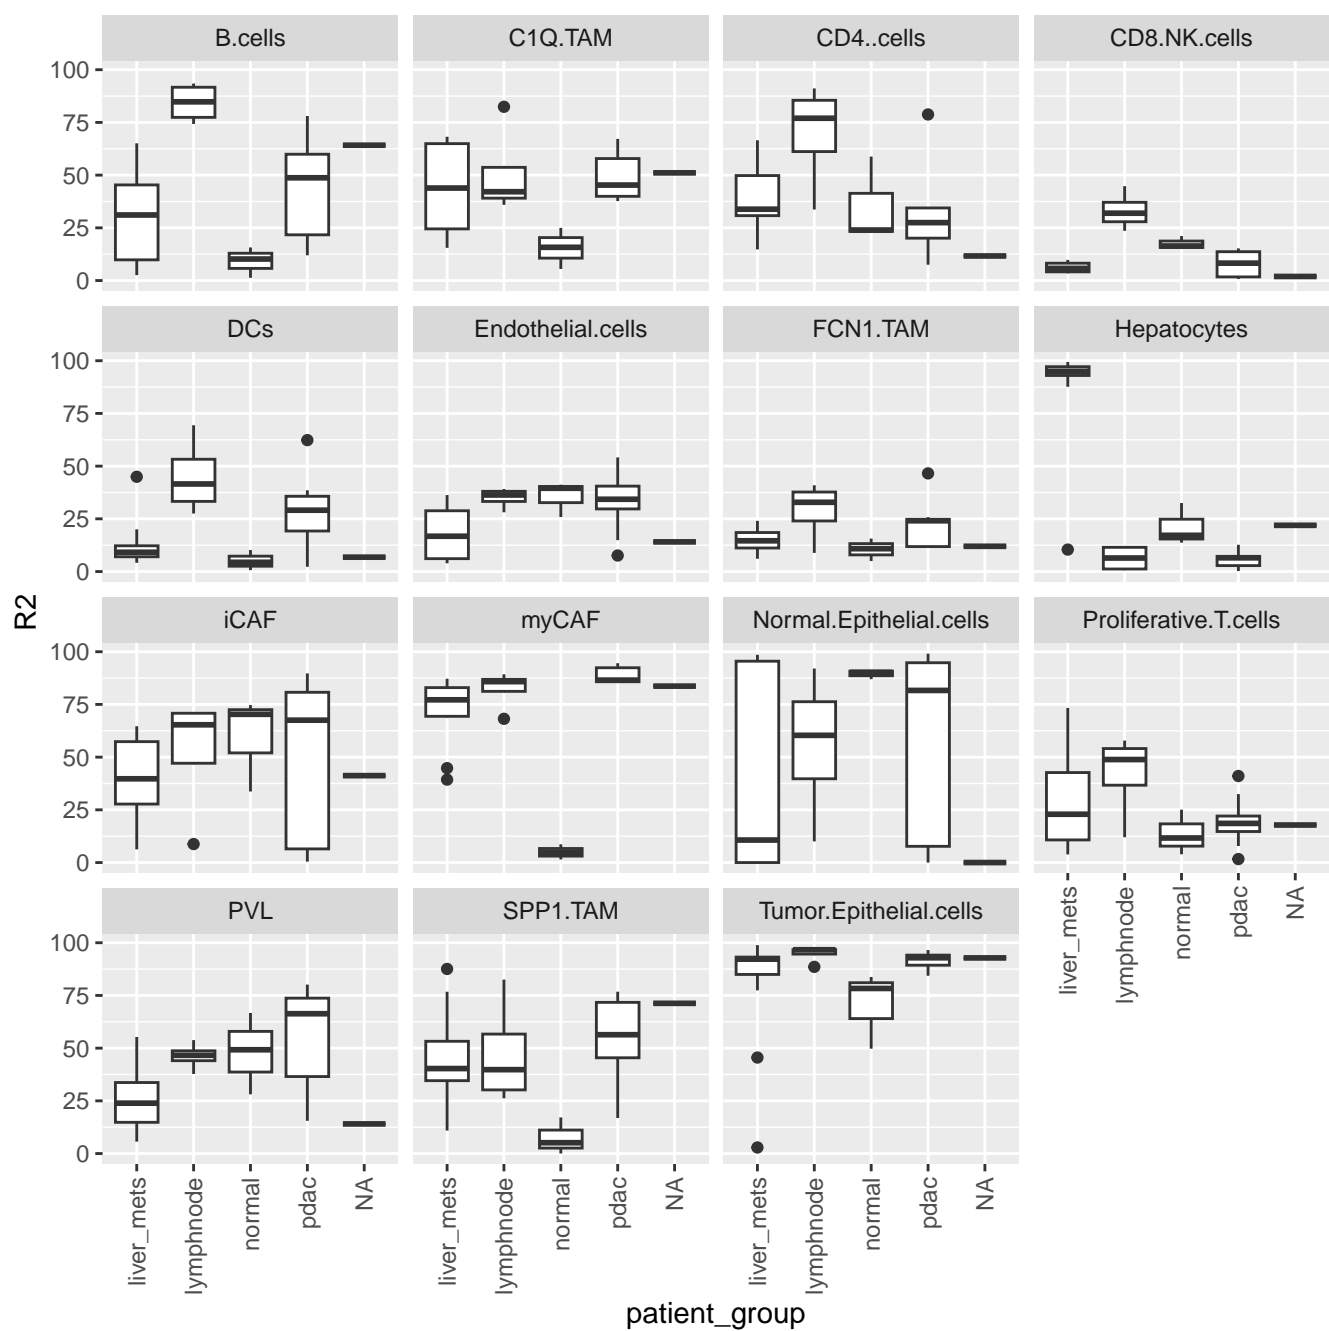 B.cells C1Q.TAM CD4..cells CD8.NK.cells
100
75
50
25
0
DCs Endothelial.cells FCN1.TAM Hepatocytes
100
75
50
25
0
R2
iCAF myCAF Normal.Epithelial.cells Proliferative.T.cells
100
75
50
25
0
PVL SPP1.TAM Tumor.Epithelial.cells
liver_mets lymphnode normal pdac NA
100
75
50
25
0
liver_mets lymphnode normal pdac NA liver_mets lymphnode normal pdac NA liver_mets lymphnode normal pdac NA
patient_group